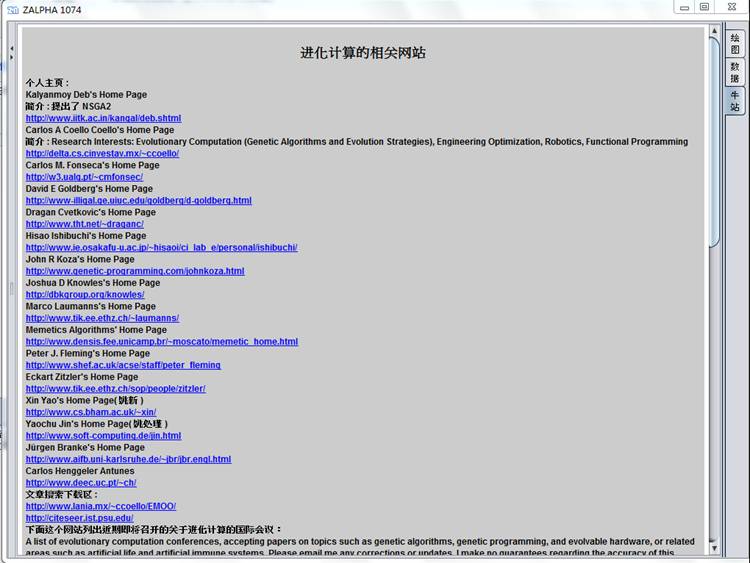 ZALPHA 1074
绘图
数据
牛站
进化计算的相关网站
个人主页：
Kalyanmoy Deb's Home Page
简介：提出了 NSGA2
http://www.iitk.ac.in/kangal/deb.shtml
Carlos A Coello Coello's Home Page
简介：Research Interests: Evolutionary Computation (Genetic Algorithms and Evolution Strategies), Engineering Optimization, Robotics, Functional Programming
http://delta.cs.cinvestav.mx/~ccoello/
Carlos M. Fonseca's Home Page
http://w3.ualg.pt/~cmfonsec/
David E Goldberg's Home Page
http://www-illigal.ge.uiuc.edu/goldberg/d-goldberg.html
Dragan Cvetkovic's Home Page
http://www.tht.net/~draganc/
Hisao Ishibuchi's Home Page
http://www.ie.osakafu-u.ac.jp/~hisaoi/ci_lab_e/personal/ishibuchi/
John R Koza's Home Page
http://www.genetic-programming.com/johnkoza.html
Joshua D Knowles's Home Page
http://dbkgroup.org/knowles/
Marco Laumanns's Home Page
http://www.tik.ee.ethz.ch/~laumanns/
Memetics Algorithms' Home Page
http://www.densis.fee.unicamp.br/~moscato/memetic_home.html
Peter J. Fleming's Home Page
http://www.shef.ac.uk/acse/staff/peter_fleming
Eckart Zitzler's Home Page
http://www.tik.ee.ethz.ch/sop/people/zitzler/
Xin Yao's Home Page(姚新)
http://www.cs.bham.ac.uk/~xin/
Yaochu Jin's Home Page(
http://www.soft-computing.de/jin.html
Jürgen Branke's Home Page
http://www.aifb.uni-karlsruhe.de/~jbr/jbr.engl.html
Carlos Henggeler Antunes
http://www.deec.uc.pt/~ch/
文章搜索下载区：
http://www.lania.mx/~ccoello/EMOO/
http://citeseer.ist.psu.edu/
下面这个网站列出近期即将召开的关于进化计算的国际会议：
A list of evolutionary computation conferences, accepting papers on topics such as genetic algorithms, genetic programming, and evolvable hardware, or related
areas such as artificial life and artificial immune systems. Please email me any corrections or updates. I make no guarantees regarding the accuracy of this